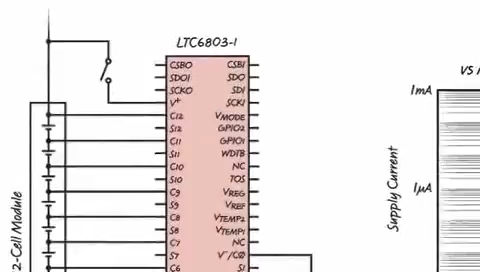 LTC6803-1
CSBO CSBI
SDOI SDO
SCKO SDI
V+ SCKI
C12 VMODE
S12 GPIO2
C11 GPIO1
S11 WDTB
C10 NC
S10 TOS
C9 VREG
S9 VREF
C8 VTEMP2
S8 VTEMP1
C7 NC
S7 V-/C0
C6 S1
2-Cell Module
VS
1mA
1µA
Supply Current